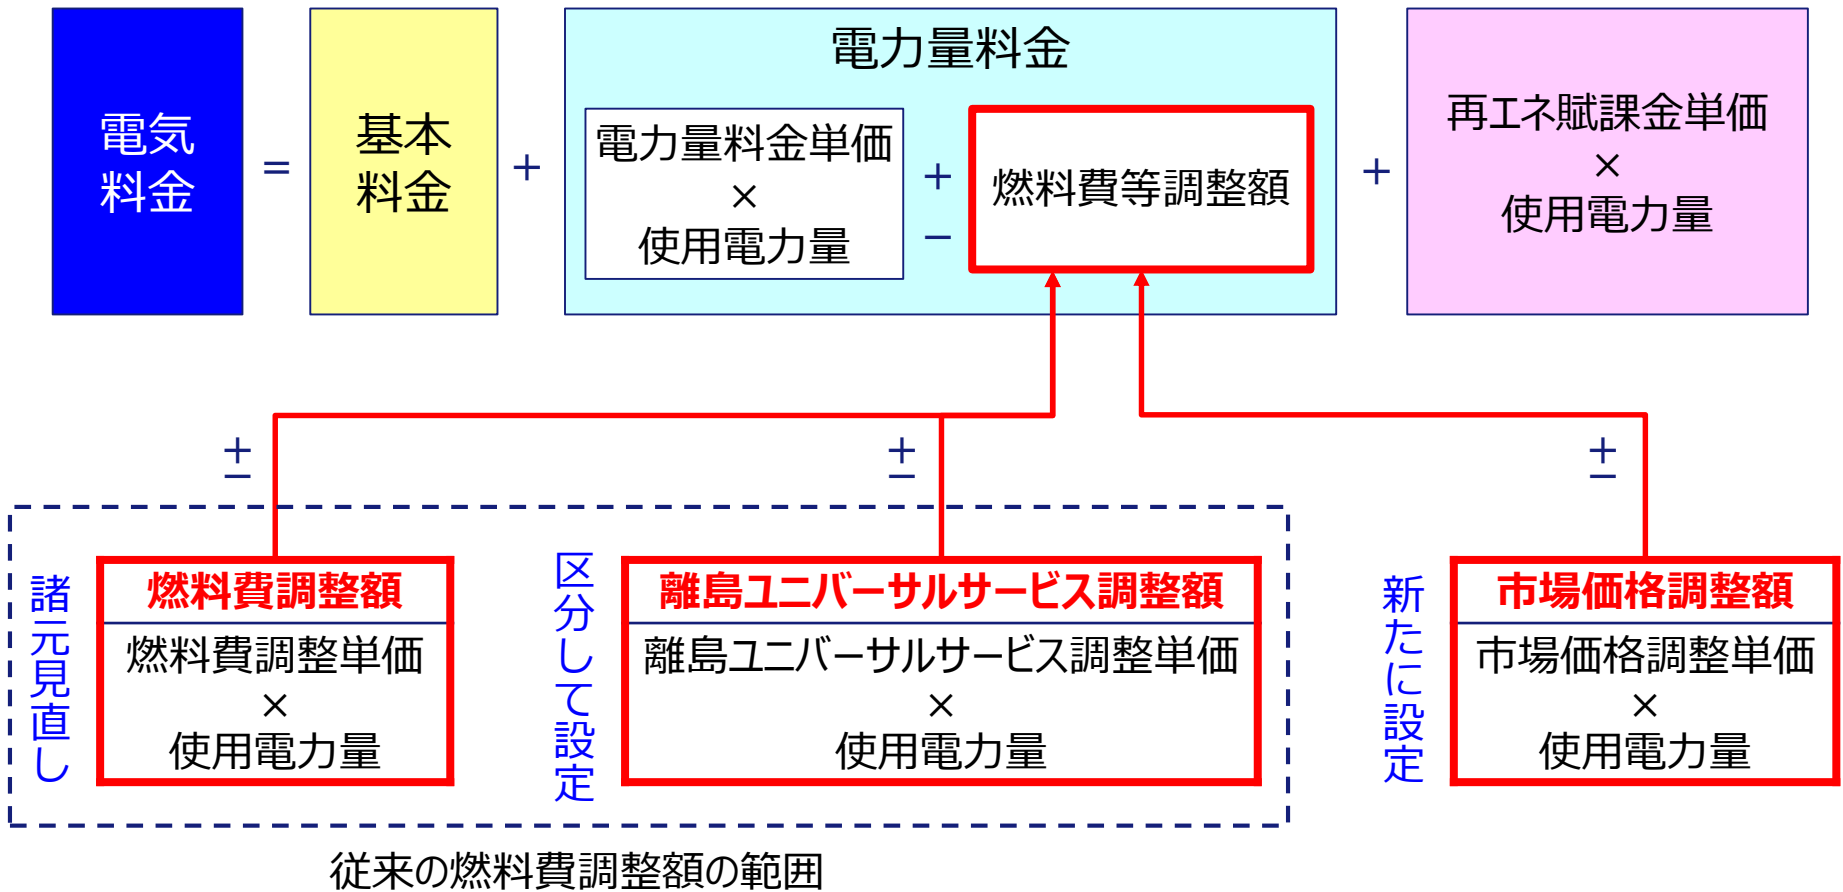 電気
料金
=
基本
料金
+
電力量料金
電力量料金単価
×
使用電力量
+
−
燃料費等調整額
+
再エネ賦課金単価
×
使用電力量
±
±
±
諸元見直し
燃料費調整額
燃料費調整単価
×
使用電力量
区分して設定
離島ユニバーサルサービス調整額
離島ユニバーサルサービス調整単価
×
使用電力量
新たに設定
市場価格調整額
市場価格調整単価
×
使用電力量
従来の燃料費調整額の範囲